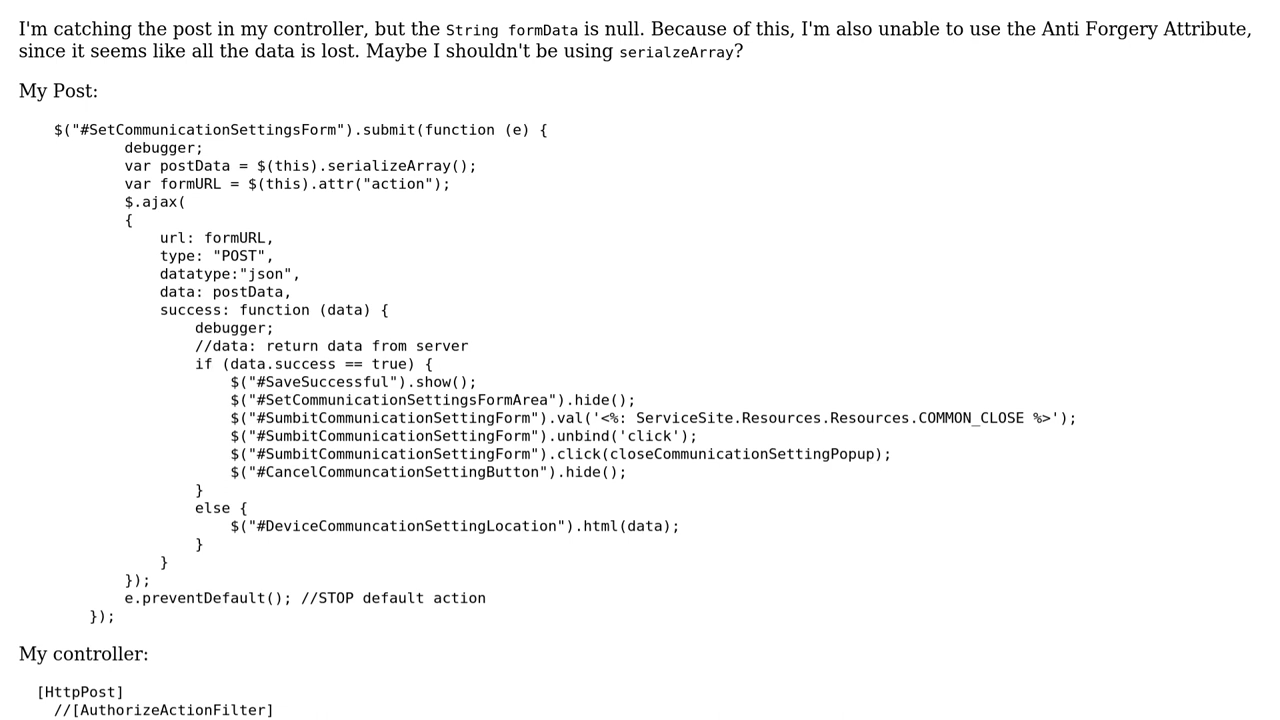 I'm catching the post in my controller, but the String formData is null. Because of this, I'm also unable to use the Anti Forgery Attribute,
since it seems like all the data is lost. Maybe I shouldn't be using serialzeArray?
My Post:
$("#SetCommunicationSettingsForm").submit(function (e) {
debugger;
var postData = $(this).serializeArray();
var formURL = $(this).attr("action");
$.ajax(
{
url: formURL,
type: "POST",
datatype:"json",
data: postData,
success: function (data) {
debugger;
//data: return data from server
if (data.success == true) {
$("#SaveSuccessful").show();
$("#SetCommunicationSettingsFormArea").hide();
$("#SumbitCommunicationSettingForm").val('<%: ServiceSite.Resources.Resources.COMMON_CLOSE %>');
$("#SumbitCommunicationSettingForm").unbind('click');
$("#SumbitCommunicationSettingForm").click(closeCommunicationSettingPopup);
$("#CancelCommuncationSettingButton").hide();
}
else {
$("#DeviceCommuncationSettingLocation").html(data);
}
}
});
e.preventDefault(); //STOP default action
});
My controller:
[HttpPost]
//[AuthorizeActionFilter]